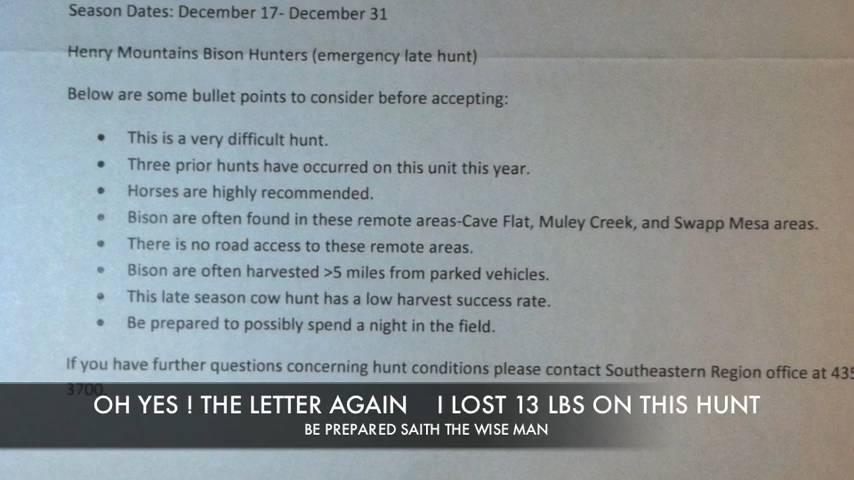 Season Dates: December 17- December 31
Henry Mountains Bison Hunters (emergency late hunt)
Below are some bullet points to consider before accepting:
• This is a very difficult hunt.
• Three prior hunts have occurred on this unit this year.
• Horses are highly recommended.
• Bison are often found in these remote areas-Cave Flat, Muley Creek, and Swapp Mesa areas.
• There is no road access to these remote areas.
• Bison are often harvested >5 miles from parked vehicles.
• This late season cow hunt has a low harvest success rate.
• Be prepared to possibly spend a night in the field.
If you have further questions concerning hunt conditions please contact Southeastern Region office at 435
3700
OH YES ! THE LETTER AGAIN I LOST 13 LBS ON THIS HUNT
BE PREPARED SAITH THE WISE MAN